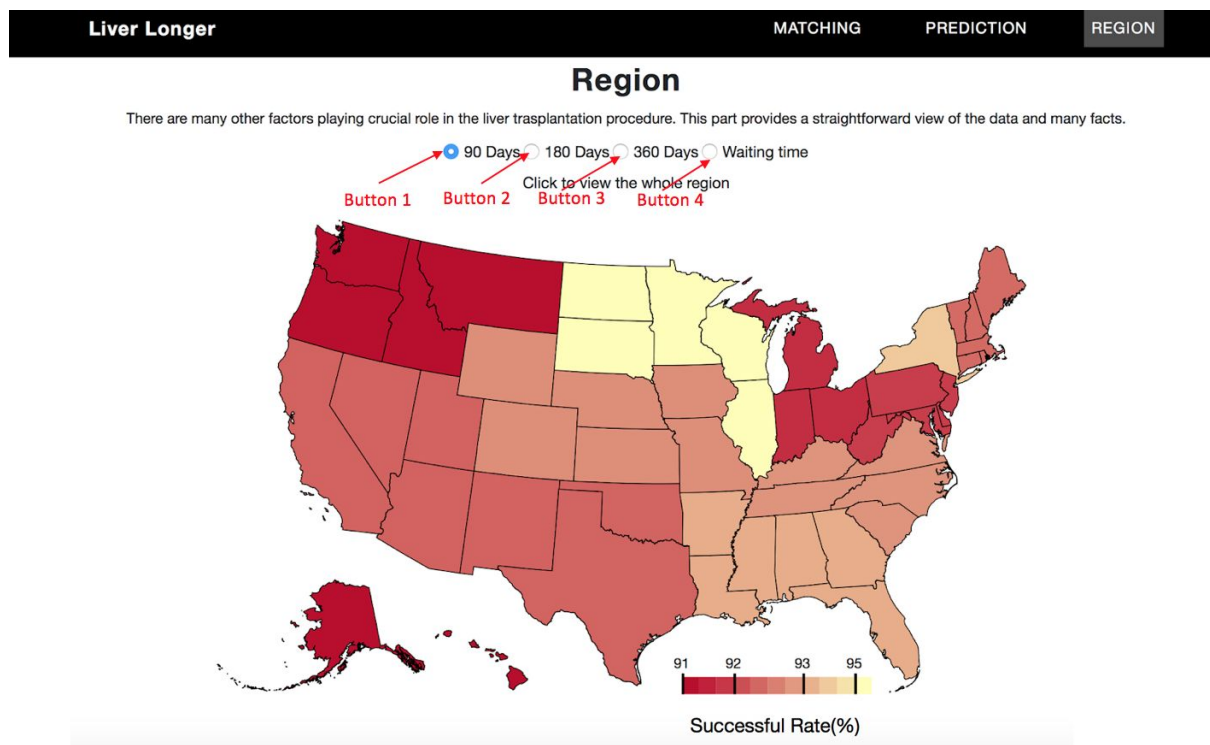 Liver Longer MATCHING PREDICTION REGION
Region
There are many other factors playing crucial role in the liver trasplantation procedure. This part provides a straightforward view of the data and many facts.
90 Days 180 Days 360 Days Waiting time
Click to view the whole region
Button 1 Button 2 Button 3 Button 4
91 92 93 95
Successful Rate(%)